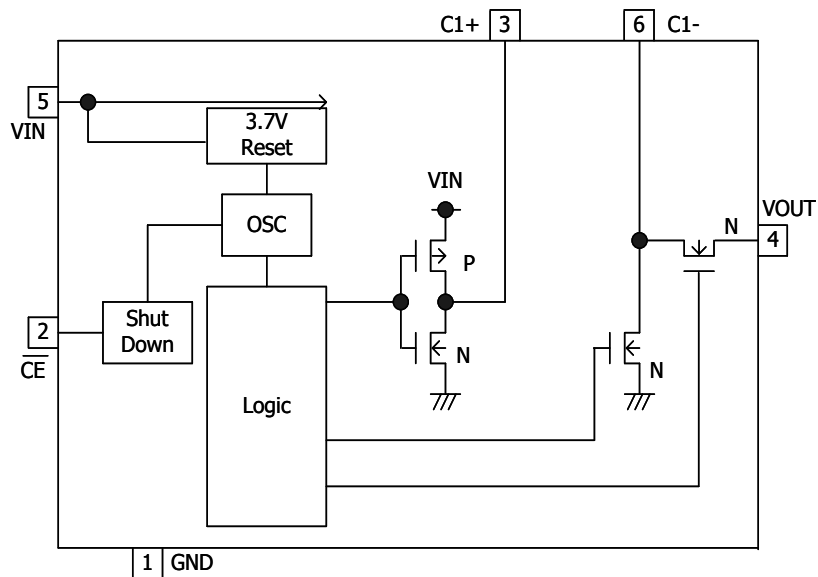 C1+ 3 6 C1-
5
VIN
3.7V
Reset
VIN
OSC
VOUT
N
4
P
2
CE
Shut
Down
N
N
Logic
1 GND